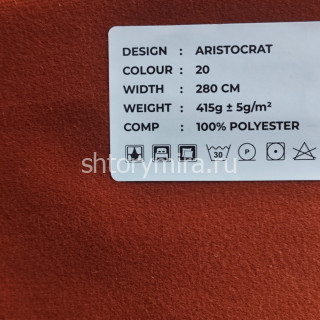 DESIGN : ARISTOCRAT
COLOUR : 20
WIDTH : 280 CM
WEIGHT : 415g ± 5g/m²
COMP : 100% POLYESTER
30 P
shtorymira.ru